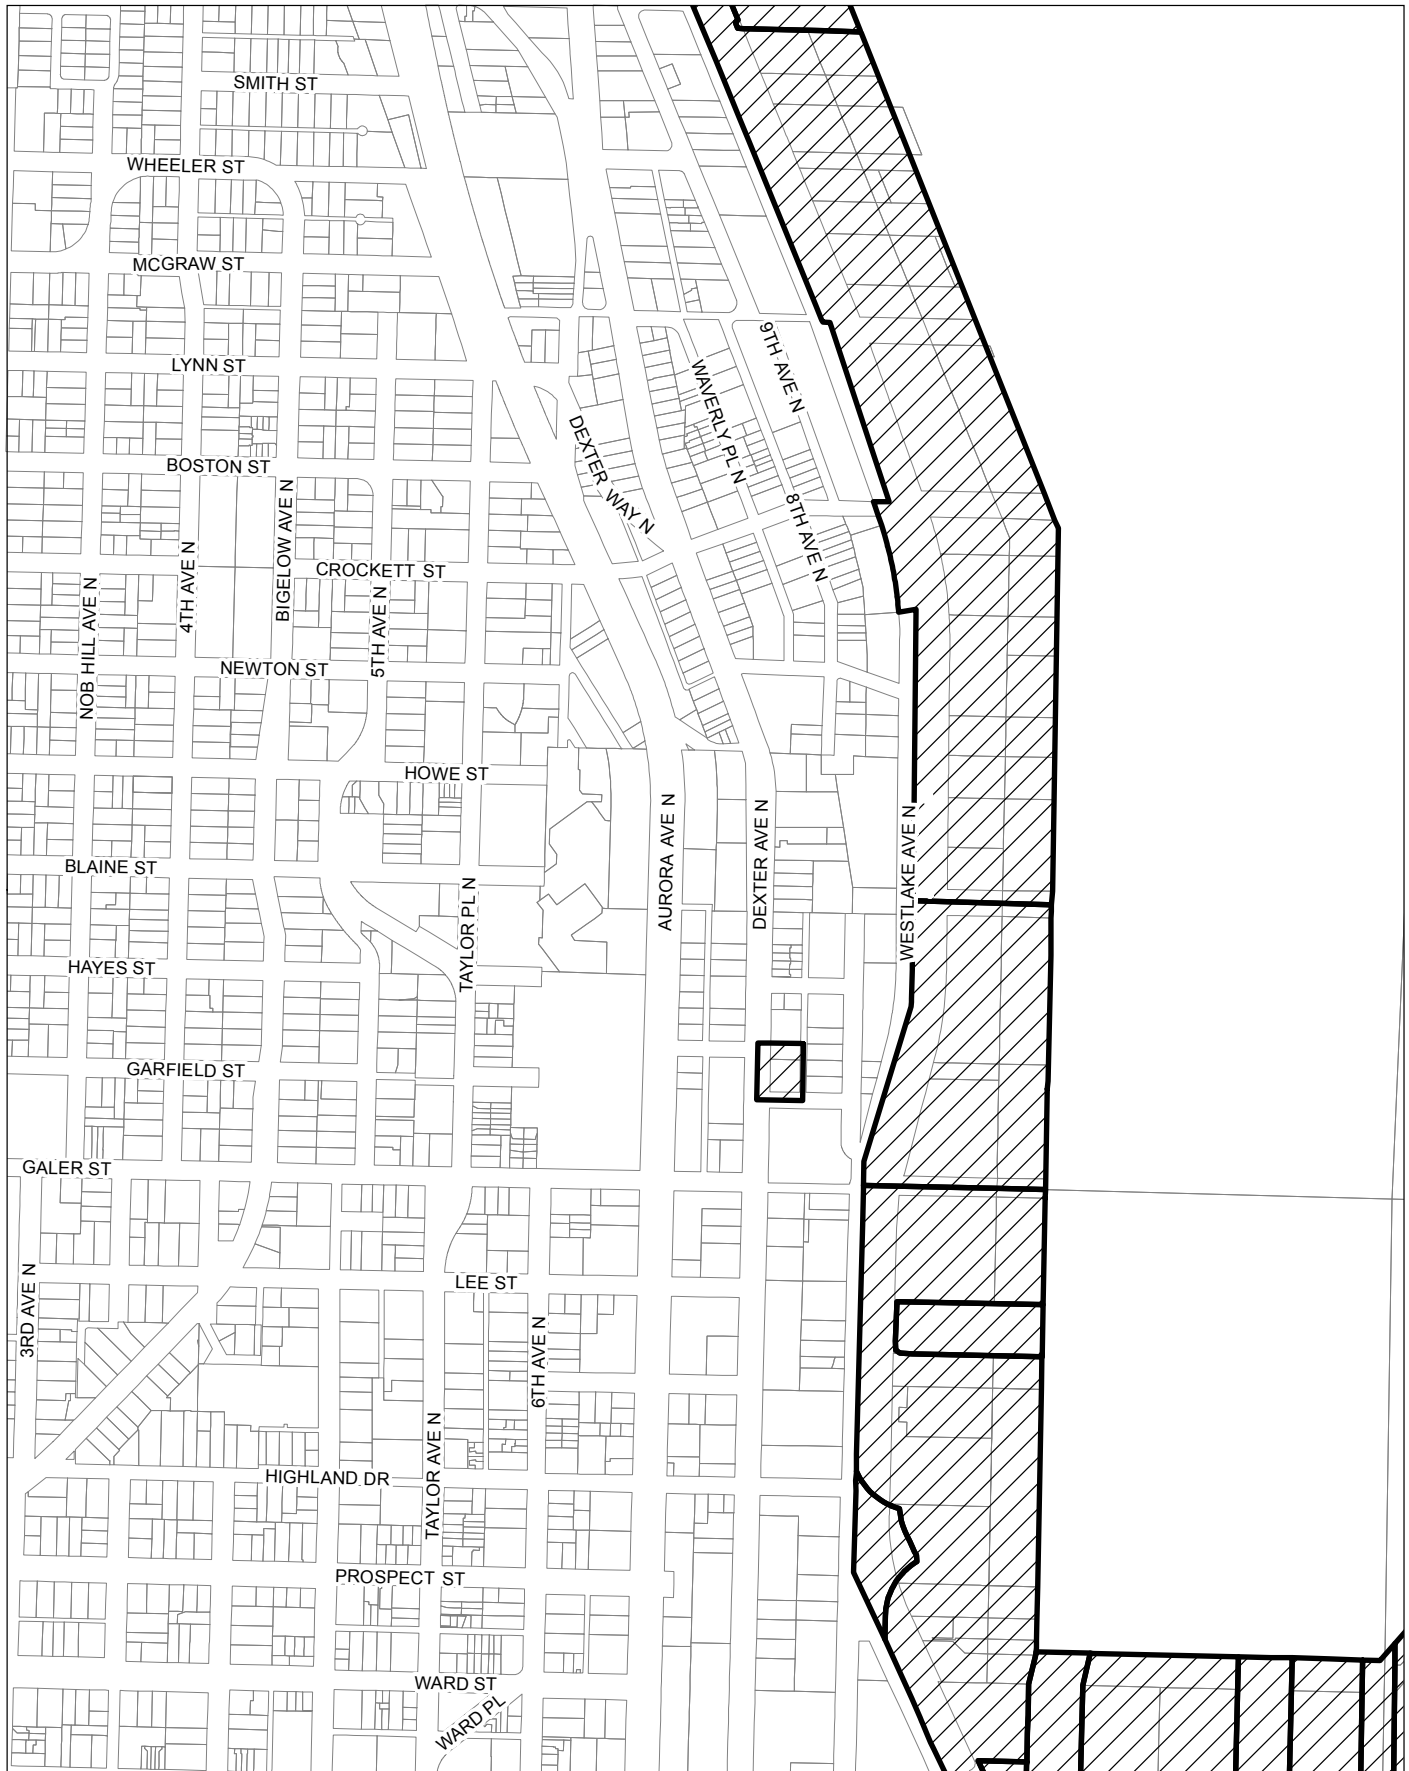 SMITH ST
WHEELER ST
MCGRAW ST
9TH AVE N
LYNN ST
WAVERLY PL N
DEXTER WAY N
BOSTON ST
BIGELOW AVE N
8TH AVE N
4TH AVE N
CROCKETT ST
NOB HILL AVE N
5TH AVE N
NEWTON ST
HOWE ST
AURORA AVE N
DEXTER AVE N
WESTLAKE AVE N
BLAINE ST
TAYLOR PL N
HAYES ST
GARFIELD ST
GALER ST
3RD AVE N
LEE ST
6TH AVE N
TAYLOR AVE N
HIGHLAND DR
PROSPECT ST
WARD ST
WARD PL